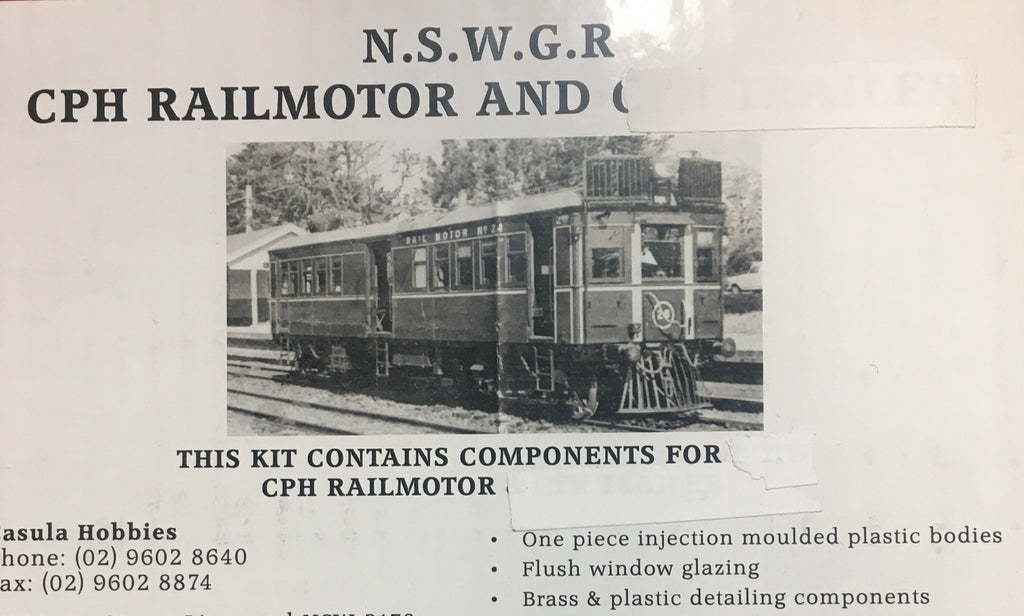 N.S.W.G.R
CPH RAILMOTOR AND
RAIL MOTOR Nº 24
THIS KIT CONTAINS COMPONENTS FOR
CPH RAILMOTOR
asula Hobbies
hone: (02) 9602 8640
ax: (02) 9602 8874
• One piece injection moulded plastic bodies
• Flush window glazing
• Brass & plastic detailing components